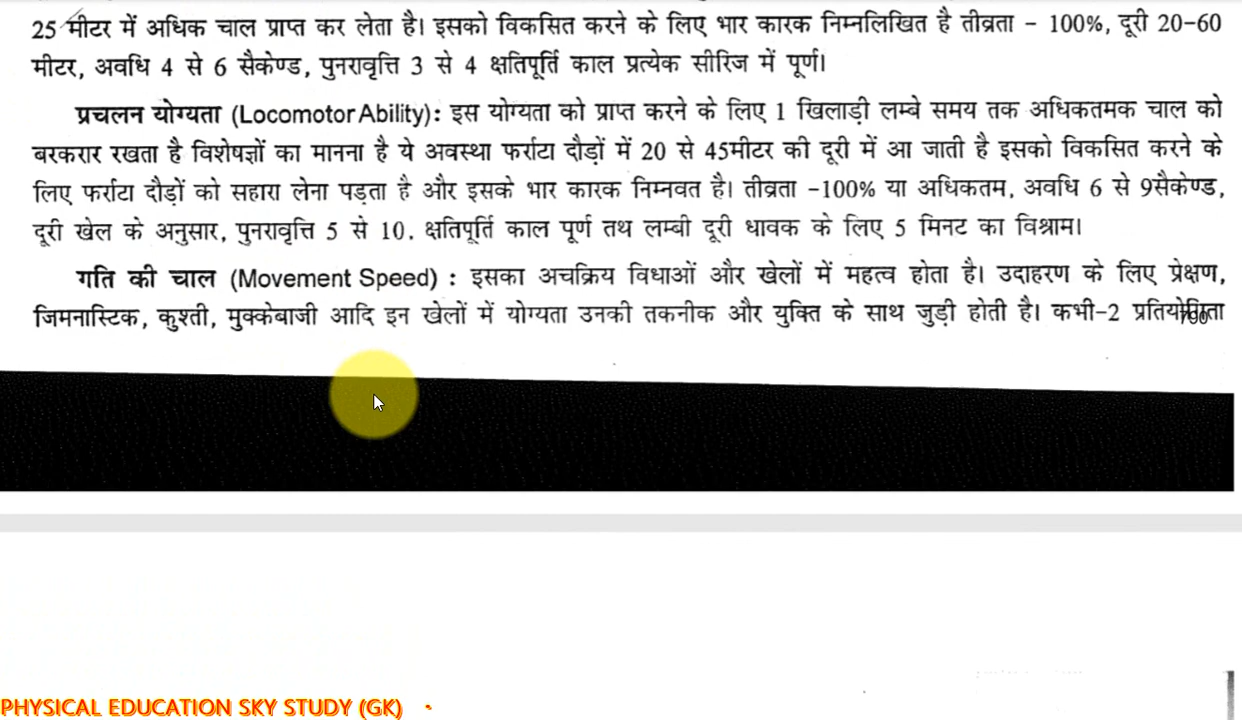 25 मीटर में अधिक चाल प्राप्त कर लेता है। इसको विकसित करने के लिए भार कारक निम्नलिखित है तीव्रता - 100%, दूरी 20-60
मीटर, अवधि 4 से 6 सैकेण्ड, पुनरावृत्ति 3 से 4 क्षतिपूर्ति काल प्रत्येक सीरिज में पूर्ण।
प्रचलन योग्यता (Locomotor Ability): इस योग्यता को प्राप्त करने के लिए 1 खिलाड़ी लम्बे समय तक अधिकतमक चाल को
बरकरार रखता है विशेषज्ञों का मानना है ये अवस्था फर्राटा दौड़ों में 20 से 45मीटर की दूरी में आ जाती है इसको विकसित करने के
लिए फर्राटा दौड़ों को सहारा लेना पड़ता है और इसके भार कारक निम्नवत है। तीव्रता -100% या अधिकतम, अवधि 6 से 9सैकेण्ड,
दूरी खेल के अनुसार, पुनरावृत्ति 5 से 10, क्षतिपूर्ति काल पूर्ण तथ लम्बी दूरी धावक के लिए 5 मिनट का विश्राम।
गति की चाल (Movement Speed) : इसका अचक्रिय विधाओं और खेलों में महत्व होता है। उदाहरण के लिए प्रेक्षण,
जिमनास्टिक, कुश्ती, मुक्केबाजी आदि इन खेलों में योग्यता उनकी तकनीक और युक्ति के साथ जुड़ी होती है। कभी-2 प्रतियोगिता
790
PHYSICAL EDUCATION SKY STUDY (GK)